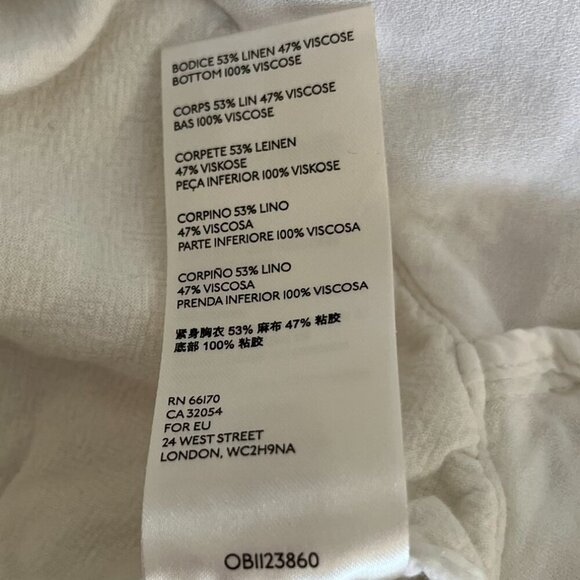 BODICE 53% LINEN 47% VISCOSE
BOTTOM 100% VISCOSE
CORPS 53% LIN 47% VISCOSE
BAS 100% VISCOSE
CORPETE 53% LEINEN
47% VISKOSE
PEÇA INFERIOR 100% VISKOSE
CORPINO 53% LINO
47% VISCOSA
PARTE INFERIORE 100% VISCOSA
CORPIÑO 53% LINO
47% VISCOSA
PRENDA INFERIOR 100% VISCOSA
紧身胸衣 53% 麻布 47% 粘胶
底部 100% 粘胶
RN 66170
CA 32054
FOR EU
24 WEST STREET
LONDON, WC2H9NA
OB1123860